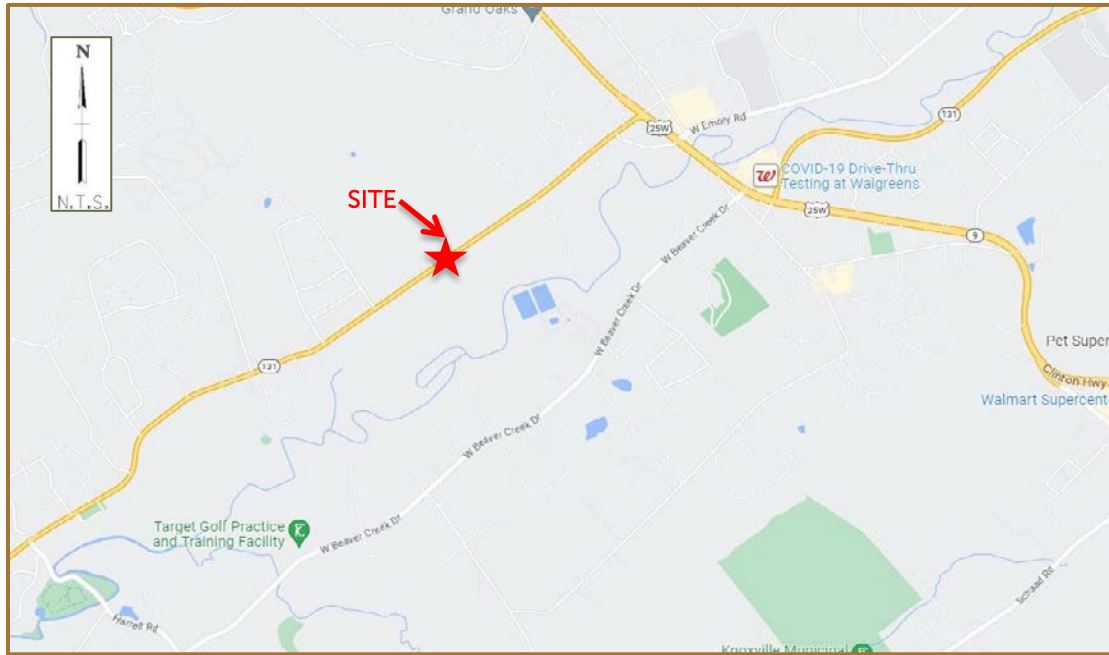 Grand Oaks
N
N.T.S.
25W
W Emory Rd
131
W
COVID-19 Drive-Thru
Testing at Walgreens
SITE
25W
9
W Beaver Creek Dr
W Beaver Creek Dr
Pet Super
Clinton Hwy
Walmart Supercente
131
W Beaver Creek Dr
Target Golf Practice
and Training Facility
W Beaver Creek Dr
Schaad Rd
Harrell Rd
Knoxville Municipal